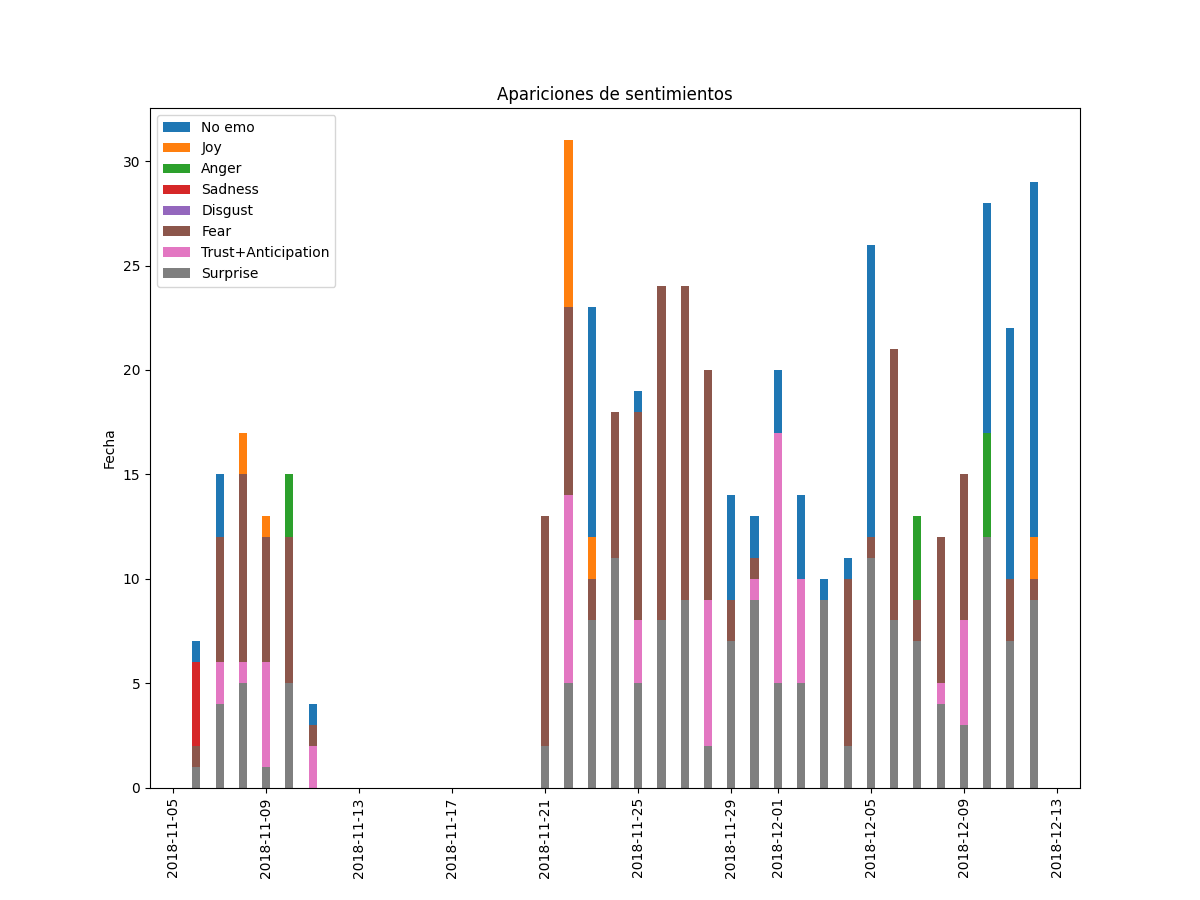 Apariciones de sentimientos
No emo
Joy
Anger
Sadness
Disgust
Fear
Trust+Anticipation
Surprise
Fecha
30
25
20
15
10
5
0
2018-11-05
2018-11-09
2018-11-13
2018-11-17
2018-11-21
2018-11-25
2018-11-29
2018-12-01
2018-12-05
2018-12-09
2018-12-13